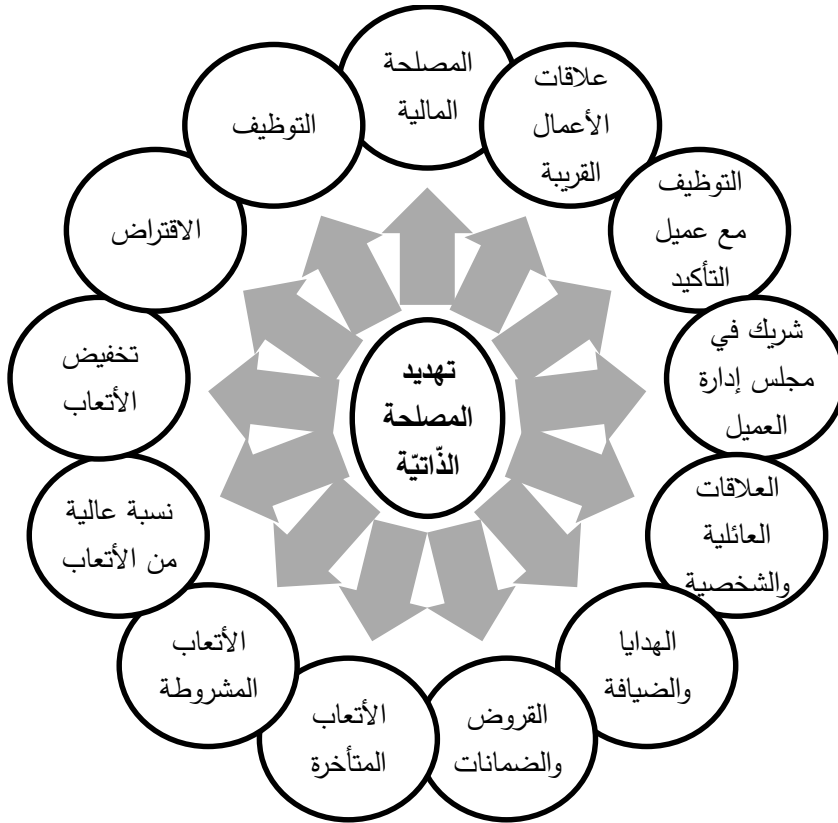 المصلحة
المالية
علاقات
الأعمال
القريبة
التوظيف
مع عميل
التأكيد
شريك في
مجلس إدارة
العميل
العلاقات
العائلية
والشخصية
الهدايا
والضيافة
القروض
والضمانات
الأتعاب
المتأخرة
الأتعاب
المشروطة
نسبة عالية
من الأتعاب
تخفيض
الأتعاب
الاقتراض
التوظيف
تهديد
المصلحة
الذّاتيّة